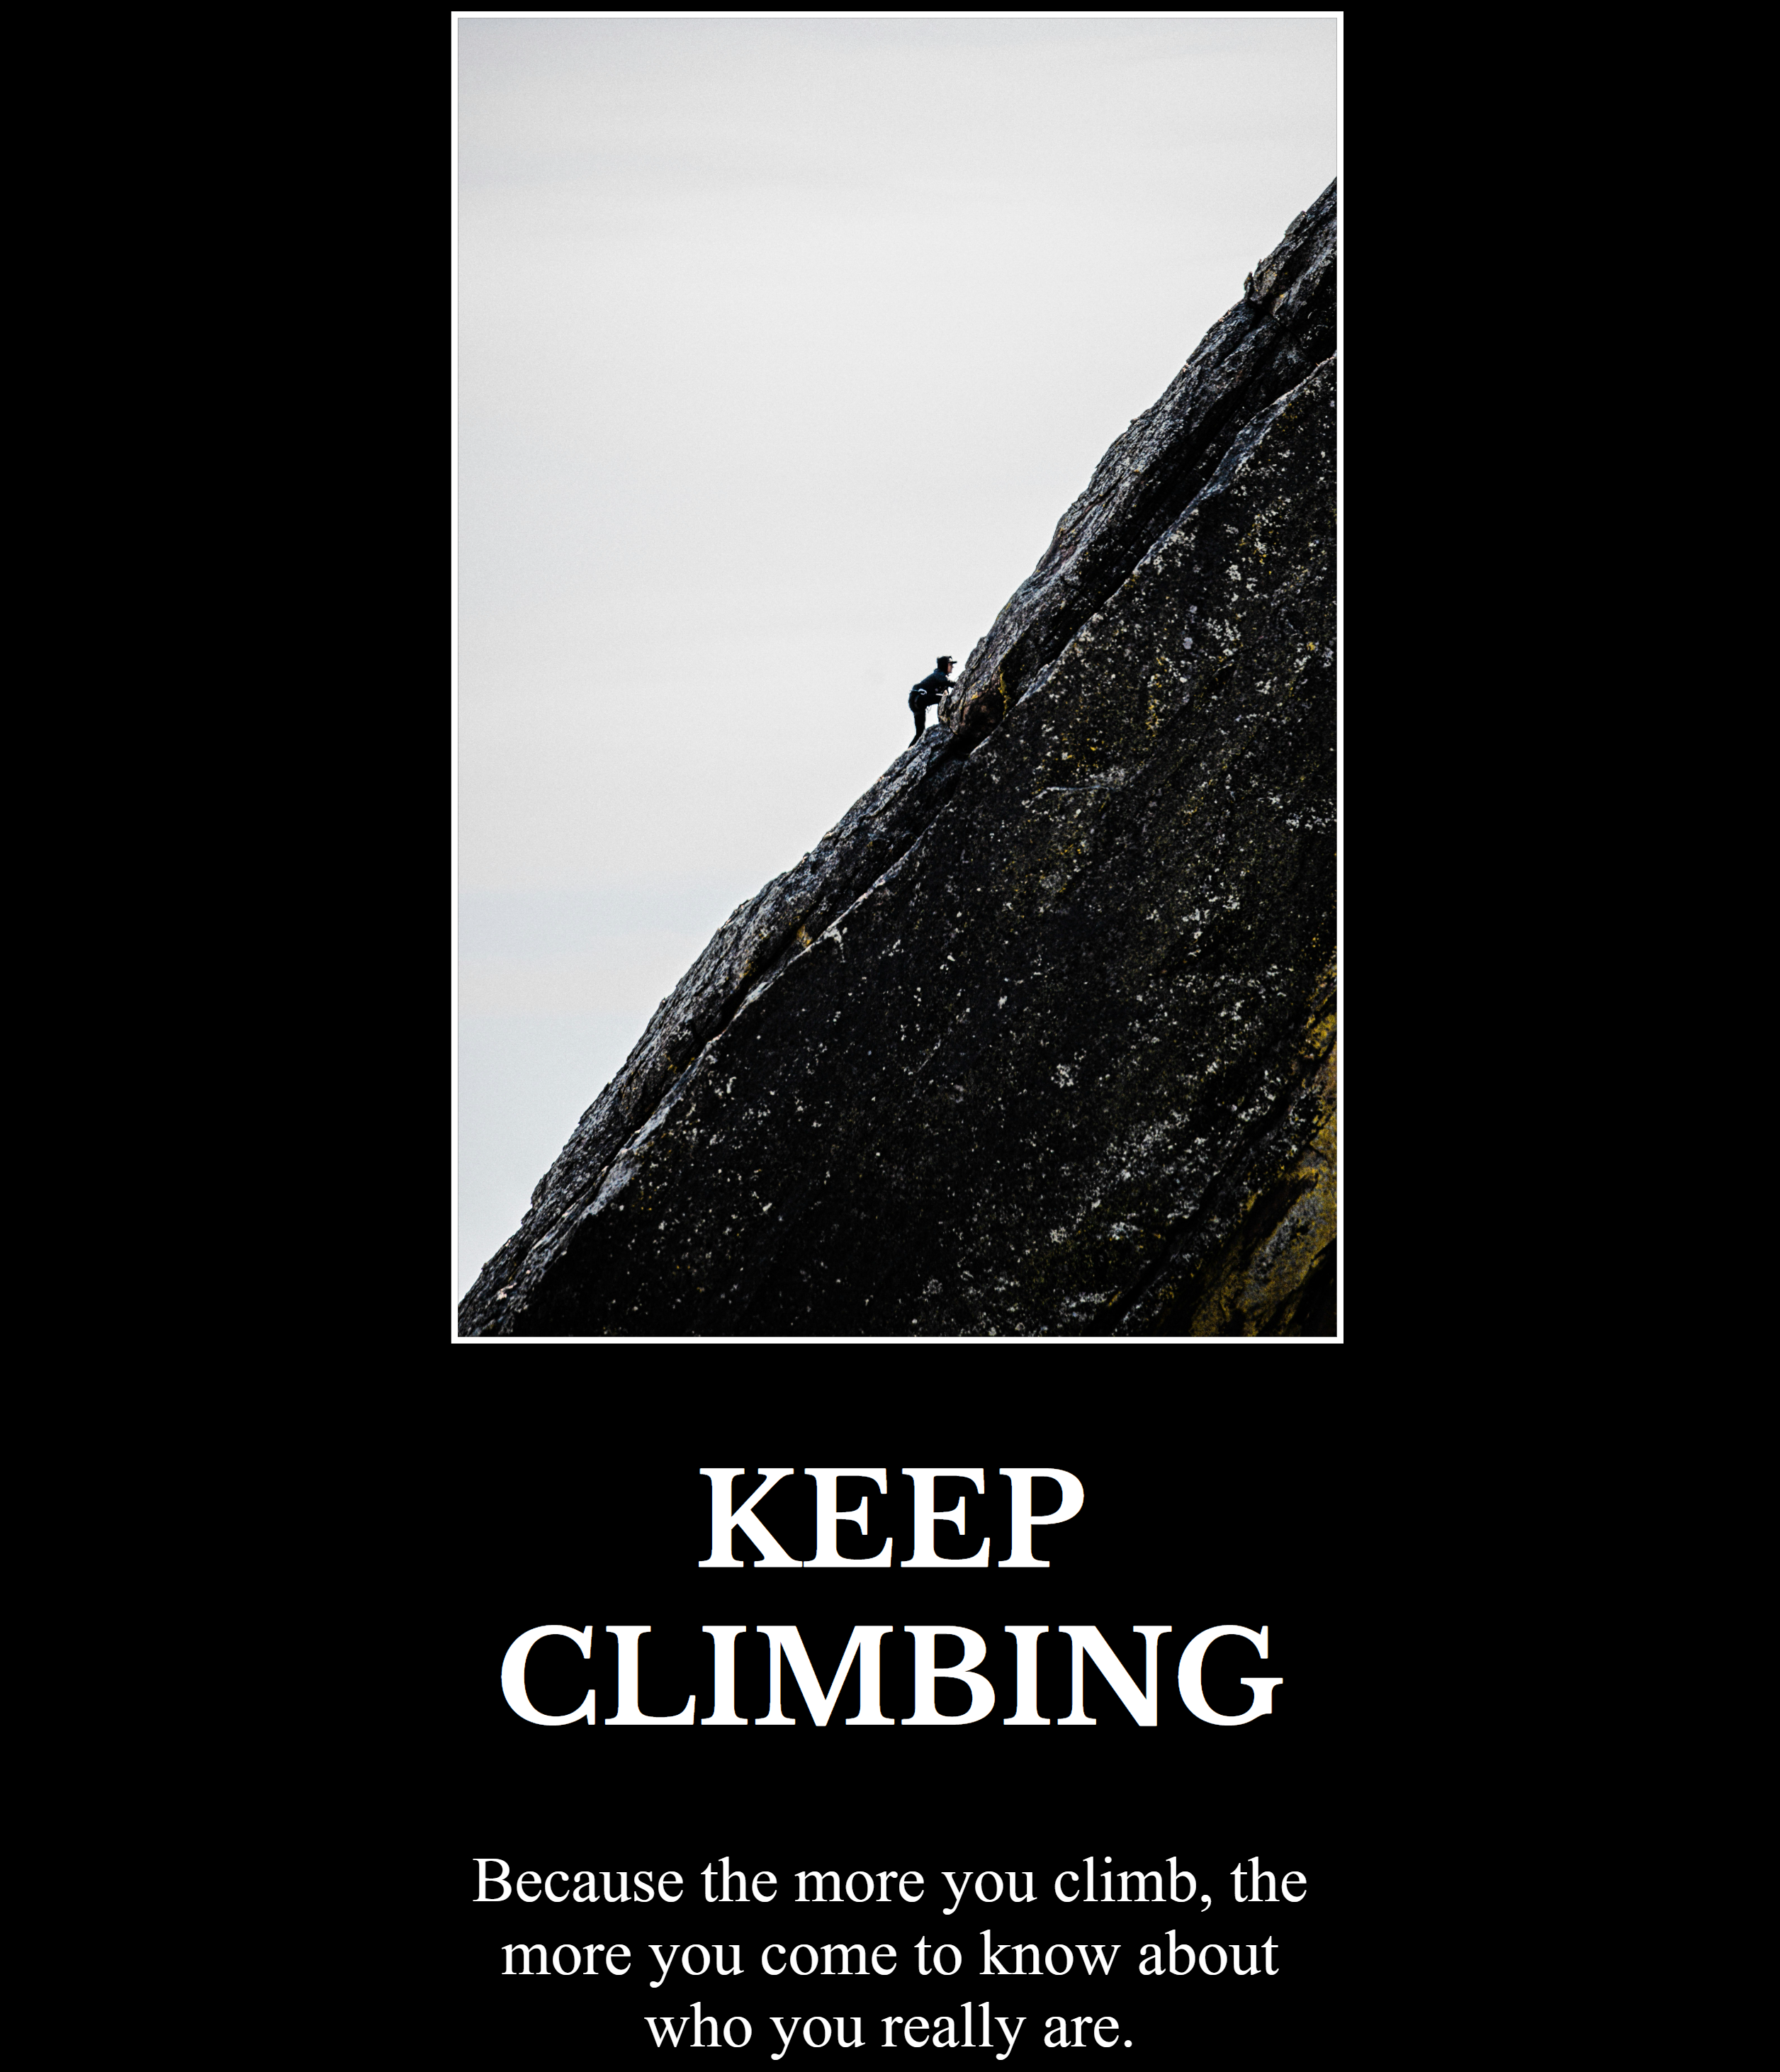 KEEP
CLIMBING
Because the more you climb, the
more you come to know about
who you really are.